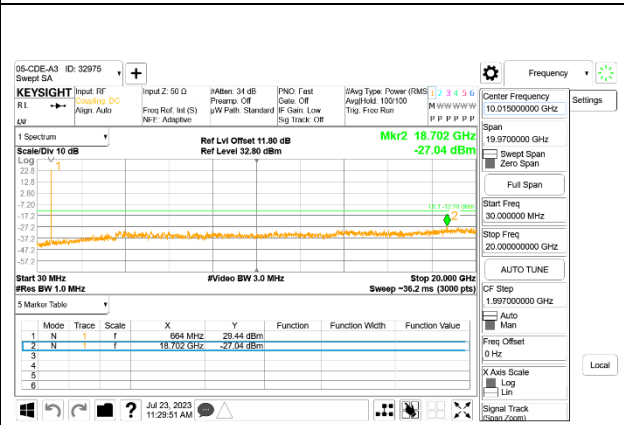 05-CDE-A3 ID: 32975
Swept SA
Frequency
KEYSIGHT
Input: RF
Input Z: 50 Ω
#Atten: 34 dB
PNO: Fast
#Avg Type: Power (RMS
1 2 3 4 5 6
RL
Coupling: DC
Preamp: Off
Gate: Off
Avg|Hold: 100/100
M W W W W W
Align: Auto
Freq Ref: Int (S)
µW Path: Standard
IF Gain: Low
Trig: Free Run
NFE: Adaptive
Sig Track: Off
P P P P P P
1 Spectrum
Ref Lvl Offset 11.80 dB
Mkr2 18.702 GHz
Scale/Div 10 dB
Ref Level 32.80 dBm
-27.04 dBm
Log
1
22.8
12.8
2.80
-7.20
-17.2
2
-27.2
-37.2
-47.2
-57.2
Start 30 MHz
#Video BW 3.0 MHz
Stop 20.000 GHz
#Res BW 1.0 MHz
Sweep ~36.2 ms (3000 pts)
5 Marker Table
Mode Trace Scale X Y Function Function Width Function Value
1 N 1 f 664 MHz 29.44 dBm
2 N 1 f 18.702 GHz -27.04 dBm
3
4
5
6
Jul 23, 2023
11:29:51 AM
Center Frequency
10.015000000 GHz
Settings
Span
19.9700000 GHz
Swept Span
Zero Span
Full Span
Start Freq
30.000000 MHz
Stop Freq
20.000000000 GHz
AUTO TUNE
CF Step
1.997000000 GHz
Auto
Man
Freq Offset
0 Hz
X Axis Scale
Log
Lin
Local
Signal Track
(Span Zoom)